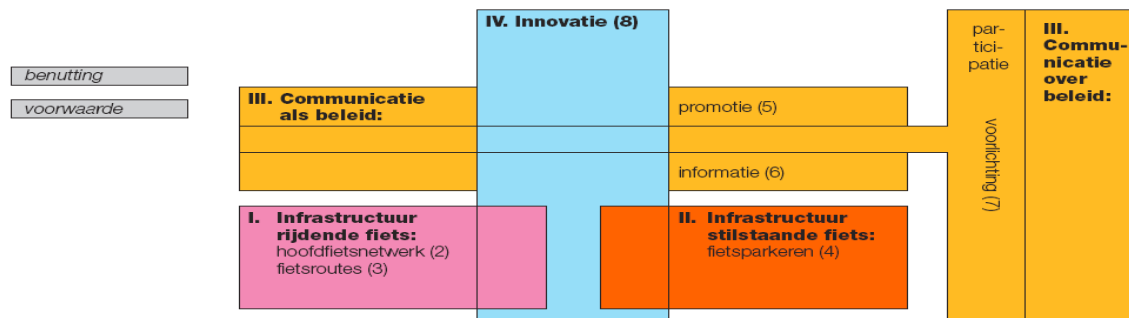 IV. Innovatie (8)
benutting
voorwaarde
III. Communicatie
als beleid:
promotie (5)
informatie (6)
I. Infrastructuur
rijdende fiets:
hoofdfietsnetwerk (2)
fietsroutes (3)
II. Infrastructuur
stilstaande fiets:
fietsparkeren (4)
par-
tici-
patie
voorlichting (7)
III.
Commu-
nicatie
over
beleid: